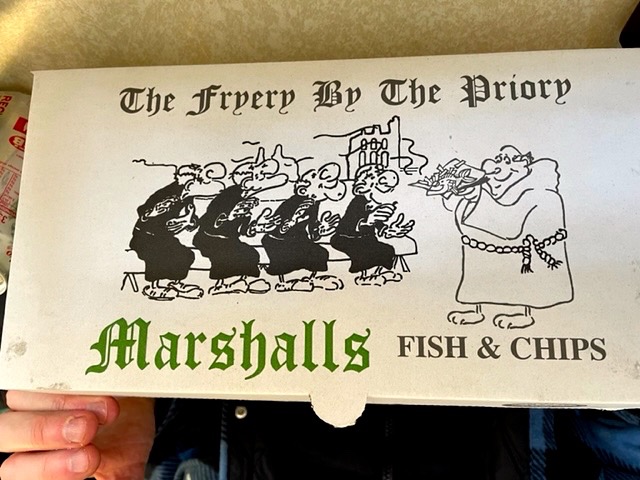 The Fryery By The Priory
Marshalls FISH & CHIPS